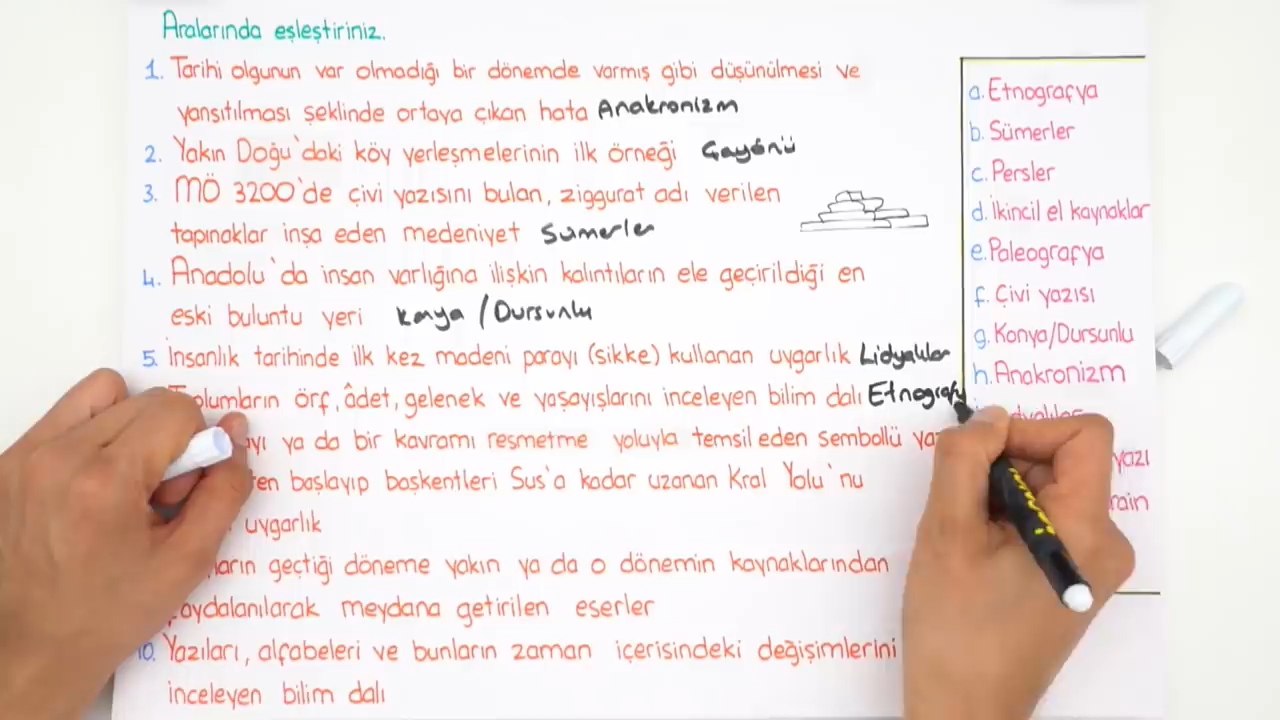 Aralarında eşleştiriniz.
1. Tarihi olgunun var olmadığı bir dönemde varmış gibi düşünülmesi ve
yansıtılması şeklinde ortaya çıkan hata Anakronizm
2. Yakın Doğu'daki köy yerleşmelerinin ilk örneği Çayönü
3. MÖ 3200'de çivi yazısını bulan, ziggurat adı verilen
tapınaklar inşa eden medeniyet Sümerler
4. Anadolu'da insan varlığına ilişkin kalıntıların ele geçirildiği en
eski buluntu yeri Konya / Dursunlu
5. İnsanlık tarihinde ilk kez madeni parayı (sikke) kullanan uygarlık Lidyalılar
örf, âdet, gelenek ve yaşayışlarını inceleyen bilim dalı Etnografy
ya da bir kavramı resmetme yoluyla temsil eden sembollü
başlayıp başkentleri Sus'a kadar uzanan Kral Yolu'nu
uygarlık
geçtiği döneme yakın ya da o dönemin kaynaklarından
meydana getirilen eserler
10. Yazıları, alfabeleri ve bunların zaman içerisindeki değişimlerini
inceleyen bilim dalı
a. Etnografya
b. Sümerler
c. Persler
d. İkincil el kaynaklar
e. Paleografya
f. Çivi yazısı
g. Konya/Dursunlu
h. Anakronizm
yazı